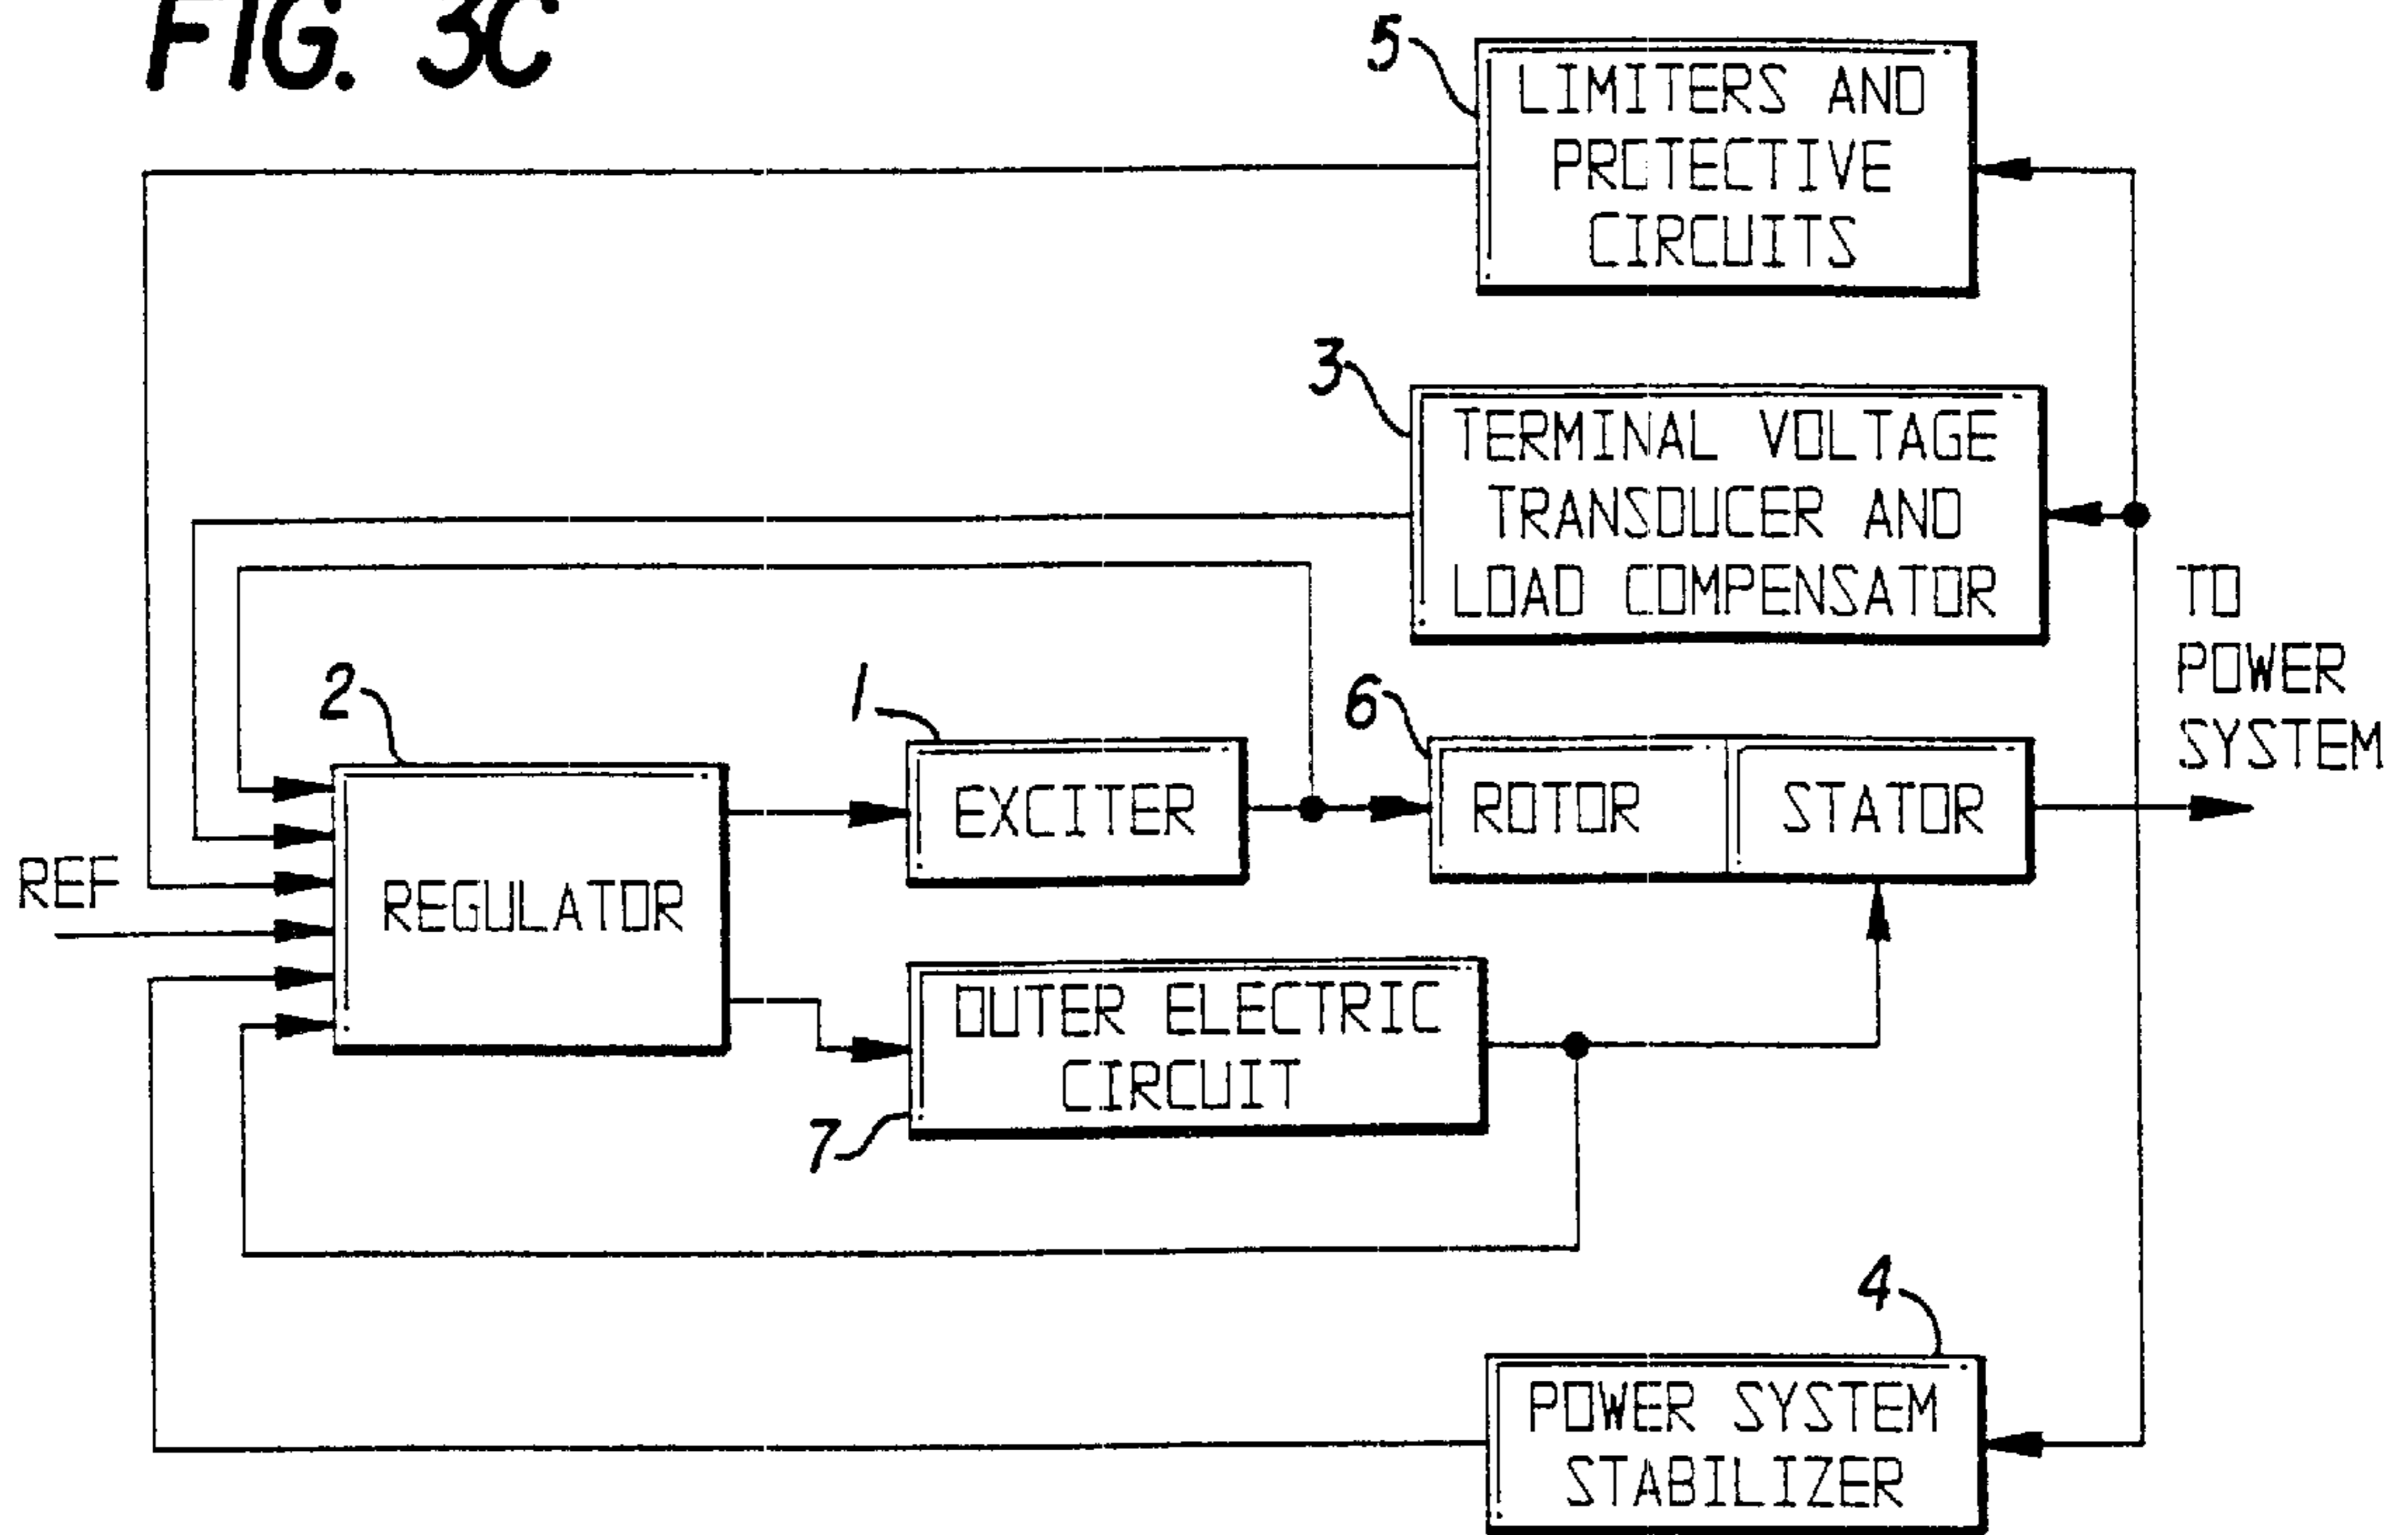 FIG. 3C
5
LIMITERS AND
PROTECTIVE
CIRCUITS
3
TERMINAL VOLTAGE
TRANSDUCER AND
LOAD COMPENSATOR
TO
POWER
SYSTEM
2
1
6
REF
REGULATOR
EXCITER
ROTOR
STATOR
OUTER ELECTRIC
CIRCUIT
7
4
POWER SYSTEM
STABILIZER